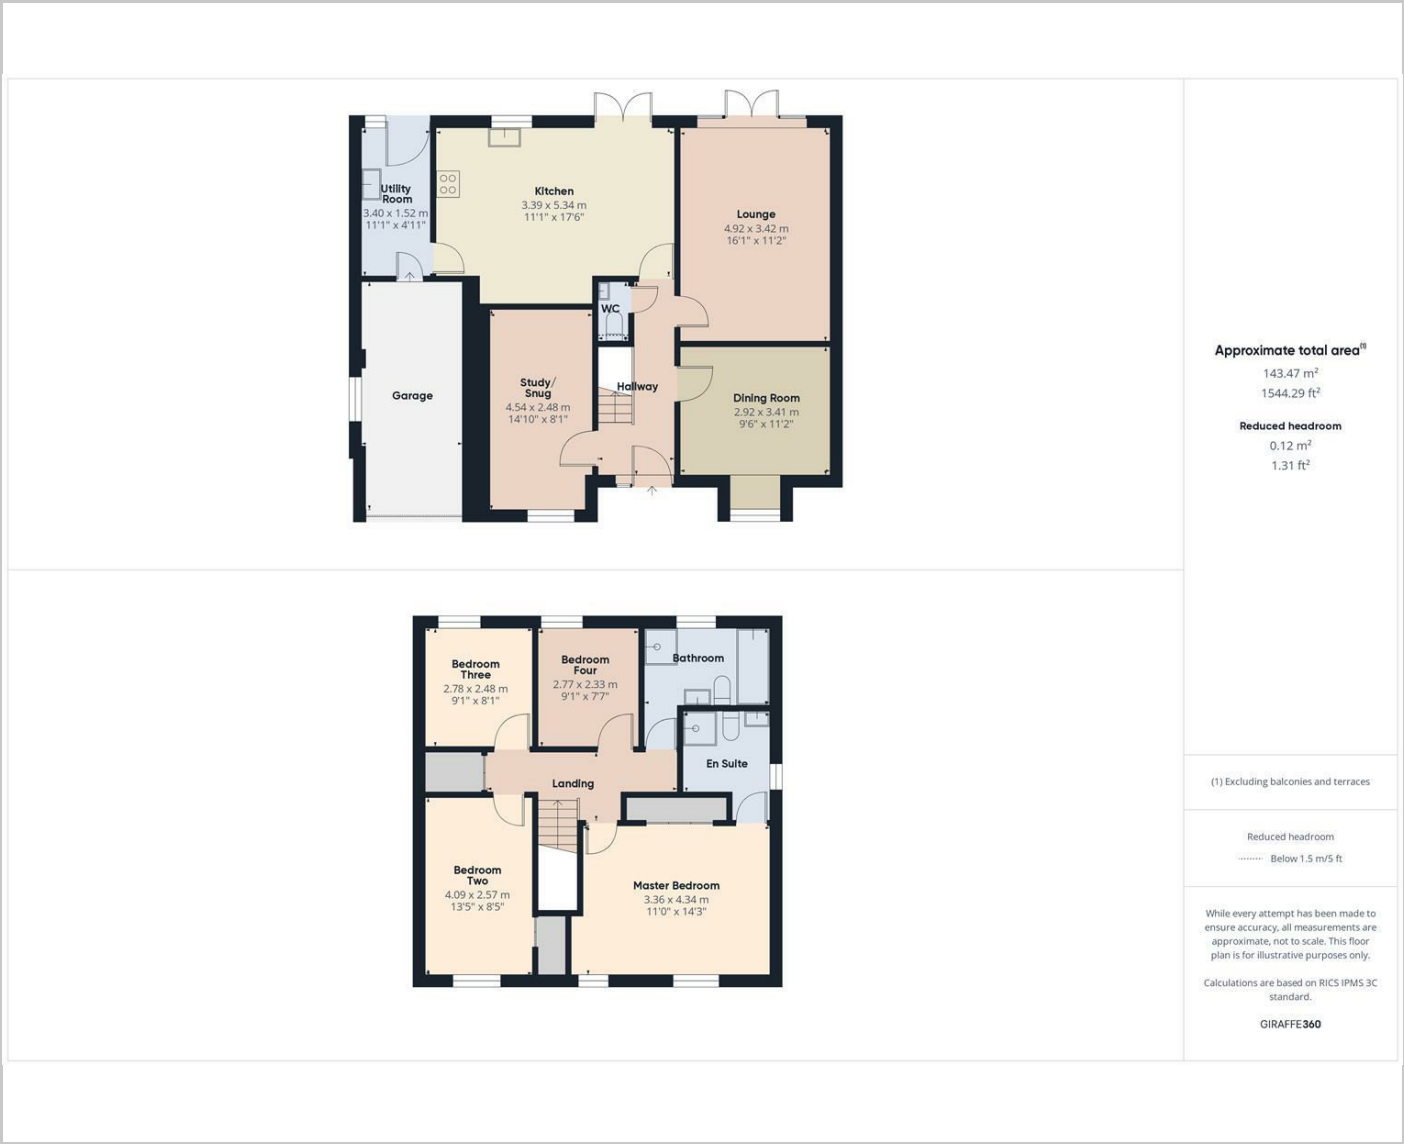 Utility
Room
3.40 x 1.52 m
11'1" x 4'11"
Kitchen
3.39 x 5.34 m
11'1" x 17'6"
Lounge
4.92 x 3.42 m
16'1" x 11'2"
WC
Garage
Study/
Snug
4.54 x 2.48 m
14'10" x 8'1"
Hallway
Dining Room
2.92 x 3.41 m
9'6" x 11'2"
Bedroom
Three
2.78 x 2.48 m
9'1" x 8'1"
Bedroom
Four
2.77 x 2.33 m
9'1" x 7'7"
Bathroom
En Suite
Landing
Bedroom
Two
4.09 x 2.57 m
13'5" x 8'5"
Master Bedroom
3.36 x 4.34 m
11'0" x 14'3"
Approximate total area(1)
143.47 m²
1544.29 ft²
Reduced headroom
0.12 m²
1.31 ft²
(1) Excluding balconies and terraces
Reduced headroom
Below 1.5 m/5 ft
While every attempt has been made to
ensure accuracy, all measurements are
approximate, not to scale. This floor
plan is for illustrative purposes only.
Calculations are based on RICS IPMS 3C
standard.
GIRAFFE360